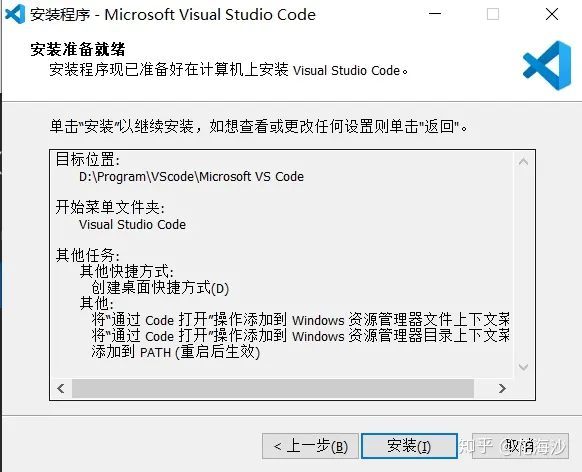 安装程序 - Microsoft Visual Studio Code
安装准备就绪
安装程序现已准备好在计算机上安装 Visual Studio Code。
单击“安装”以继续安装，如想查看或更改任何设置则单击"返回"。
目标位置:
D:\Program\VScode\Microsoft VS Code
开始菜单文件夹:
Visual Studio Code
其他任务:
其他快捷方式:
创建桌面快捷方式(D)
其他:
将“通过 Code 打开”操作添加到 Windows 资源管理器文件上下文菜
将“通过 Code 打开”操作添加到 Windows 资源管理器目录上下文菜
添加到 PATH (重启后生效)
< 上一步(B)
安装(I)
取消
知乎 @ 海沙